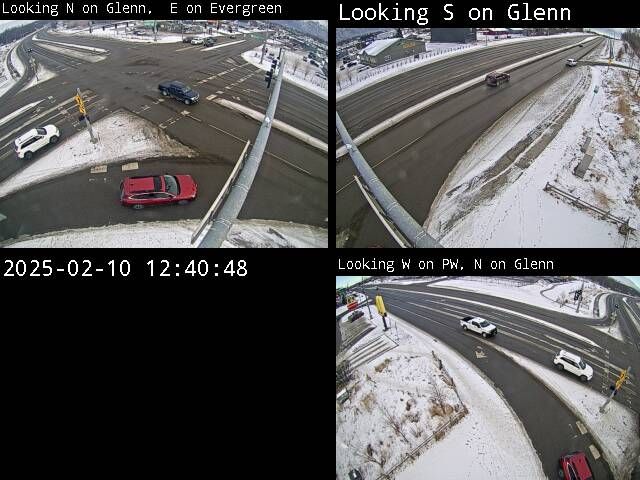 Looking N on Glenn,  E on Evergreen
Looking S on Glenn
2025-02-10 12:40:48
Looking W on PW, N on Glenn